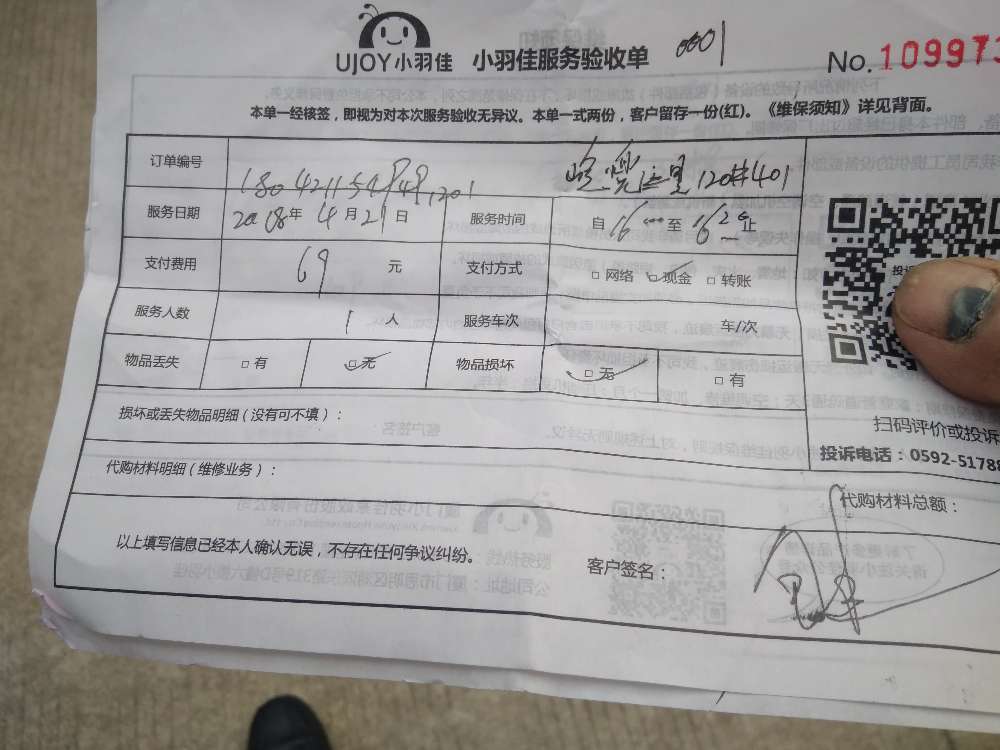 UJOY小羽佳 小羽佳服务验收单 0001
No. 109973
本单一经核签，即视为对本次服务验收无异议。本单一式两份，客户留存一份(红)。《维保须知》详见背面。
订单编号
服务日期 2018年 4月 21日 服务时间 自 16 00 至 16 20 止
支付费用 69 元 支付方式 □网络 ☑现金 □转账
服务人数 1 人 服务车次 车/次
物品丢失 □有 ☑无 物品损坏 ☑无 □有
损坏或丢失物品明细（没有可不填）：
扫码评价或投诉
投诉电话：0592-51788
代购材料明细（维修业务）：
代购材料总额：
以上填写信息已经本人确认无误，不存在任何争议纠纷。 客户签名：